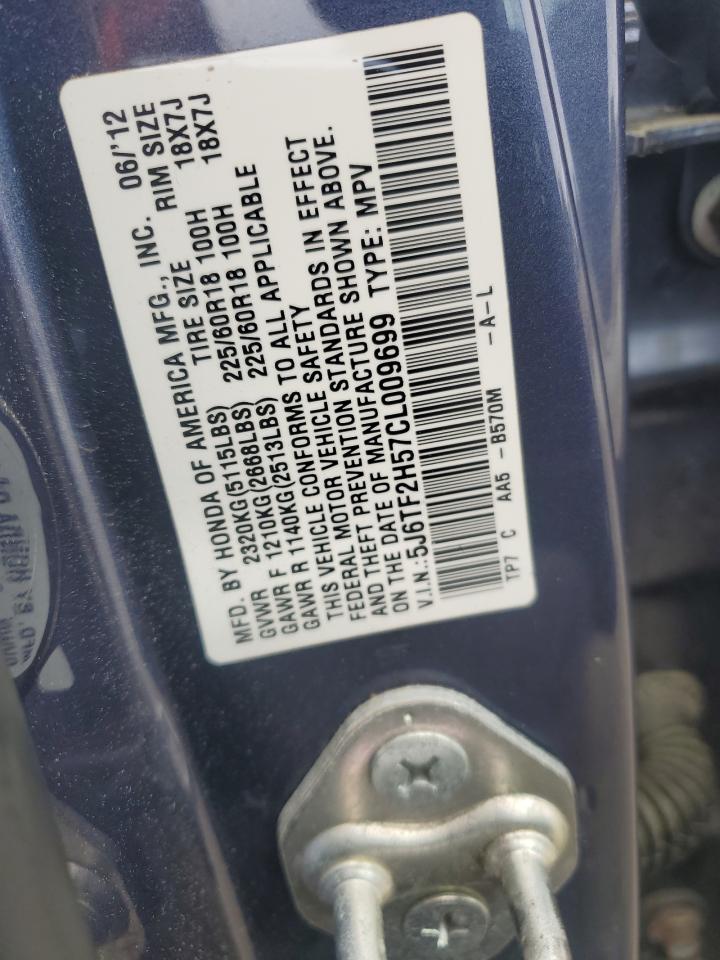 MFD. BY HONDA OF AMERICA MFG., INC. 06/'12
TIRE SIZE RIM SIZE
GVWR 2320KG(5115LBS)
GAWR F 1210KG(2668LBS) 225/60R18 100H 18X7J
GAWR R 1140KG(2513LBS) 225/60R18 100H 18X7J
THIS VEHICLE CONFORMS TO ALL APPLICABLE
FEDERAL MOTOR VEHICLE SAFETY
AND THEFT PREVENTION STANDARDS IN EFFECT
ON THE DATE OF MANUFACTURE SHOWN ABOVE.
V.I.N.:5J6TF2H57CL009699 TYPE: MPV
TP7 C AA5 -B570M -A-L